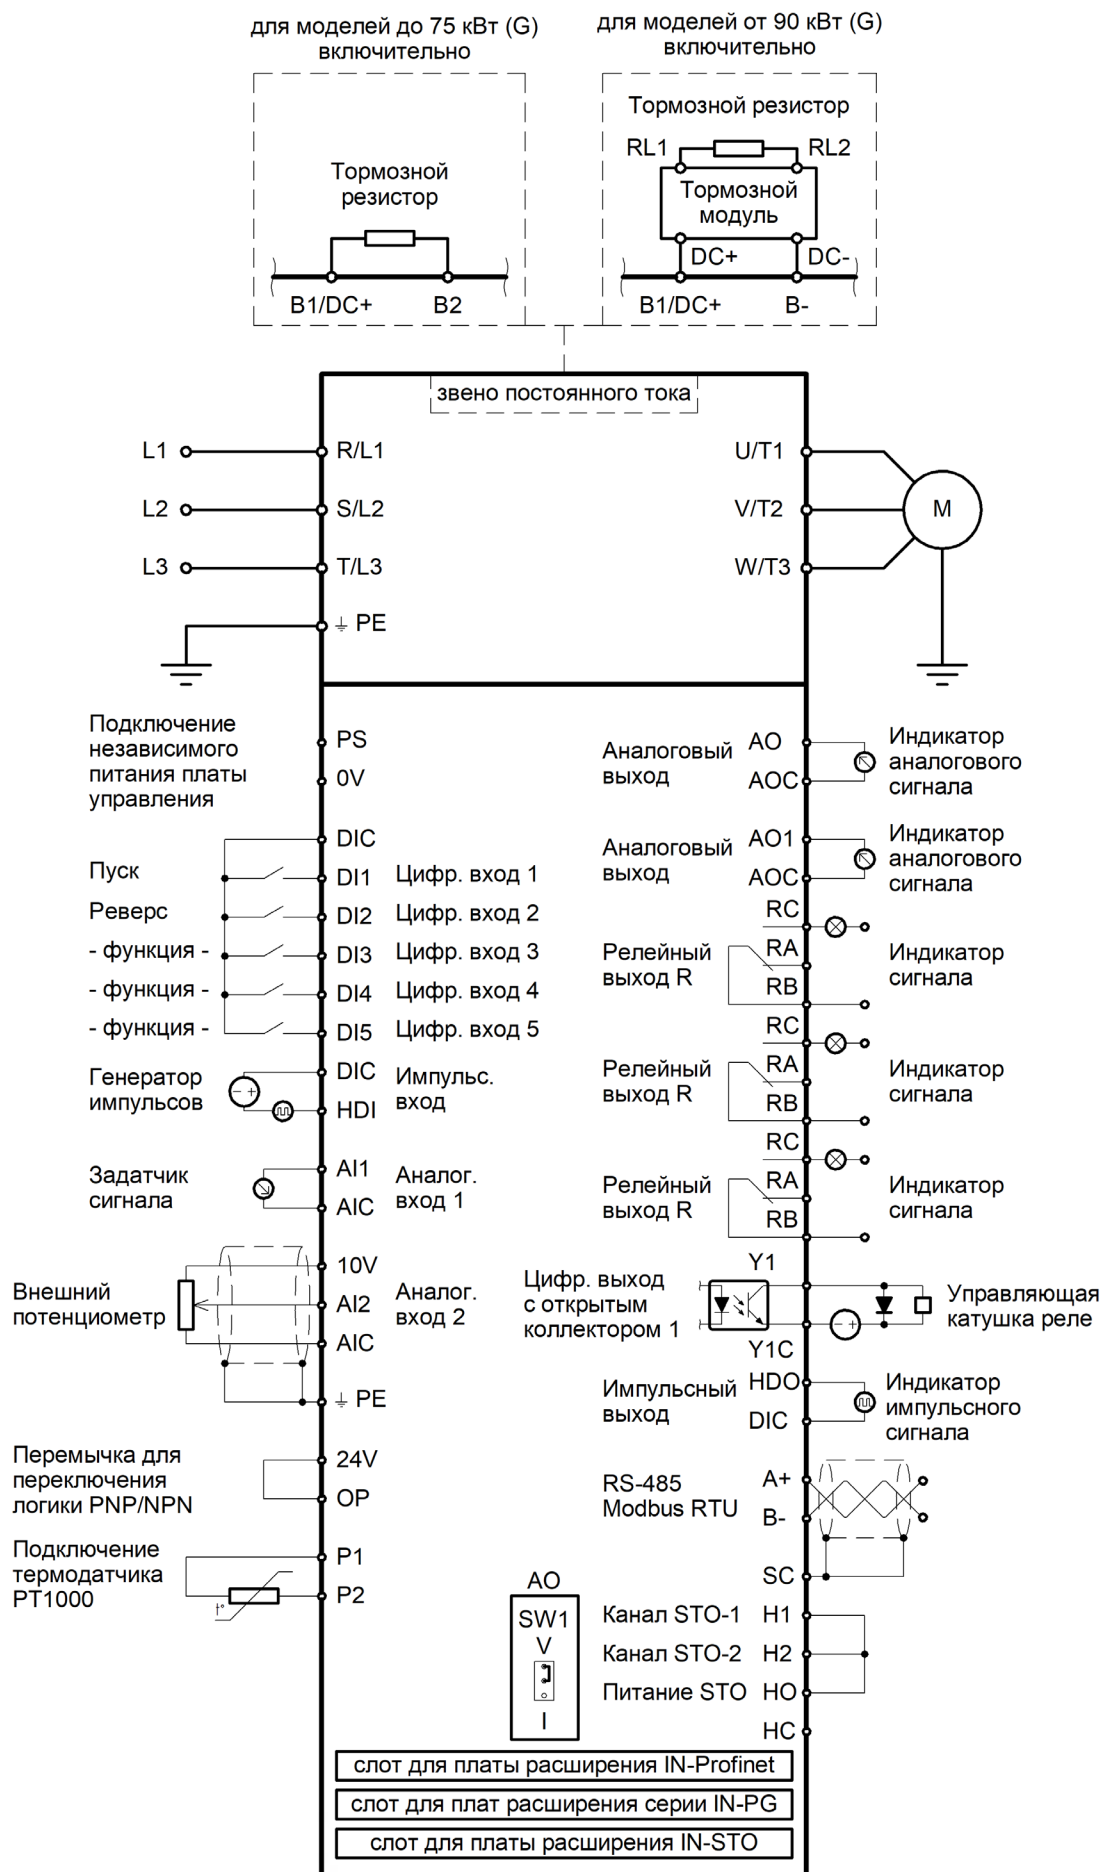 для моделей до 75 кВт (G)
включительно
для моделей от 90 кВт (G)
включительно
Тормозной
резистор
B1/DC+
B2
Тормозной резистор
RL1
RL2
Тормозной
модуль
DC+
DC-
B1/DC+
B-
звено постоянного тока
L1
R/L1
U/T1
L2
S/L2
V/T2
M
L3
T/L3
W/T3
PE
Подключение
независимого
питания платы
управления
PS
0V
DIC
Пуск
DI1
Цифр. вход 1
Реверс
DI2
Цифр. вход 2
- функция -
DI3
Цифр. вход 3
- функция -
DI4
Цифр. вход 4
- функция -
DI5
Цифр. вход 5
Генератор
импульсов
- +
DIC
HDI
Импульс.
вход
Задатчик
сигнала
AI1
AIC
Аналог.
вход 1
Внешний
потенциометр
10V
AI2
AIC
Аналог.
вход 2
PE
Перемычка для
переключения
логики PNP/NPN
24V
OP
Подключение
термодатчика
PT1000
t°
P1
P2
Аналоговый
выход
AO
AOC
Индикатор
аналогового
сигнала
Аналоговый
выход
AO1
AOC
Индикатор
аналогового
сигнала
Релейный
выход R
RC
RA
RB
Индикатор
сигнала
Релейный
выход R
RC
RA
RB
Индикатор
сигнала
Релейный
выход R
RC
RA
RB
Индикатор
сигнала
Цифр. выход
с открытым
коллектором 1
Y1
Y1C
- +
Управляющая
катушка реле
Импульсный
выход
HDO
DIC
Индикатор
импульсного
сигнала
RS-485
Modbus RTU
A+
B-
SC
AO
SW1
V
I
Канал STO-1
H1
Канал STO-2
H2
Питание STO
HO
HC
слот для платы расширения IN-Profinet
слот для плат расширения серии IN-PG
слот для платы расширения IN-STO